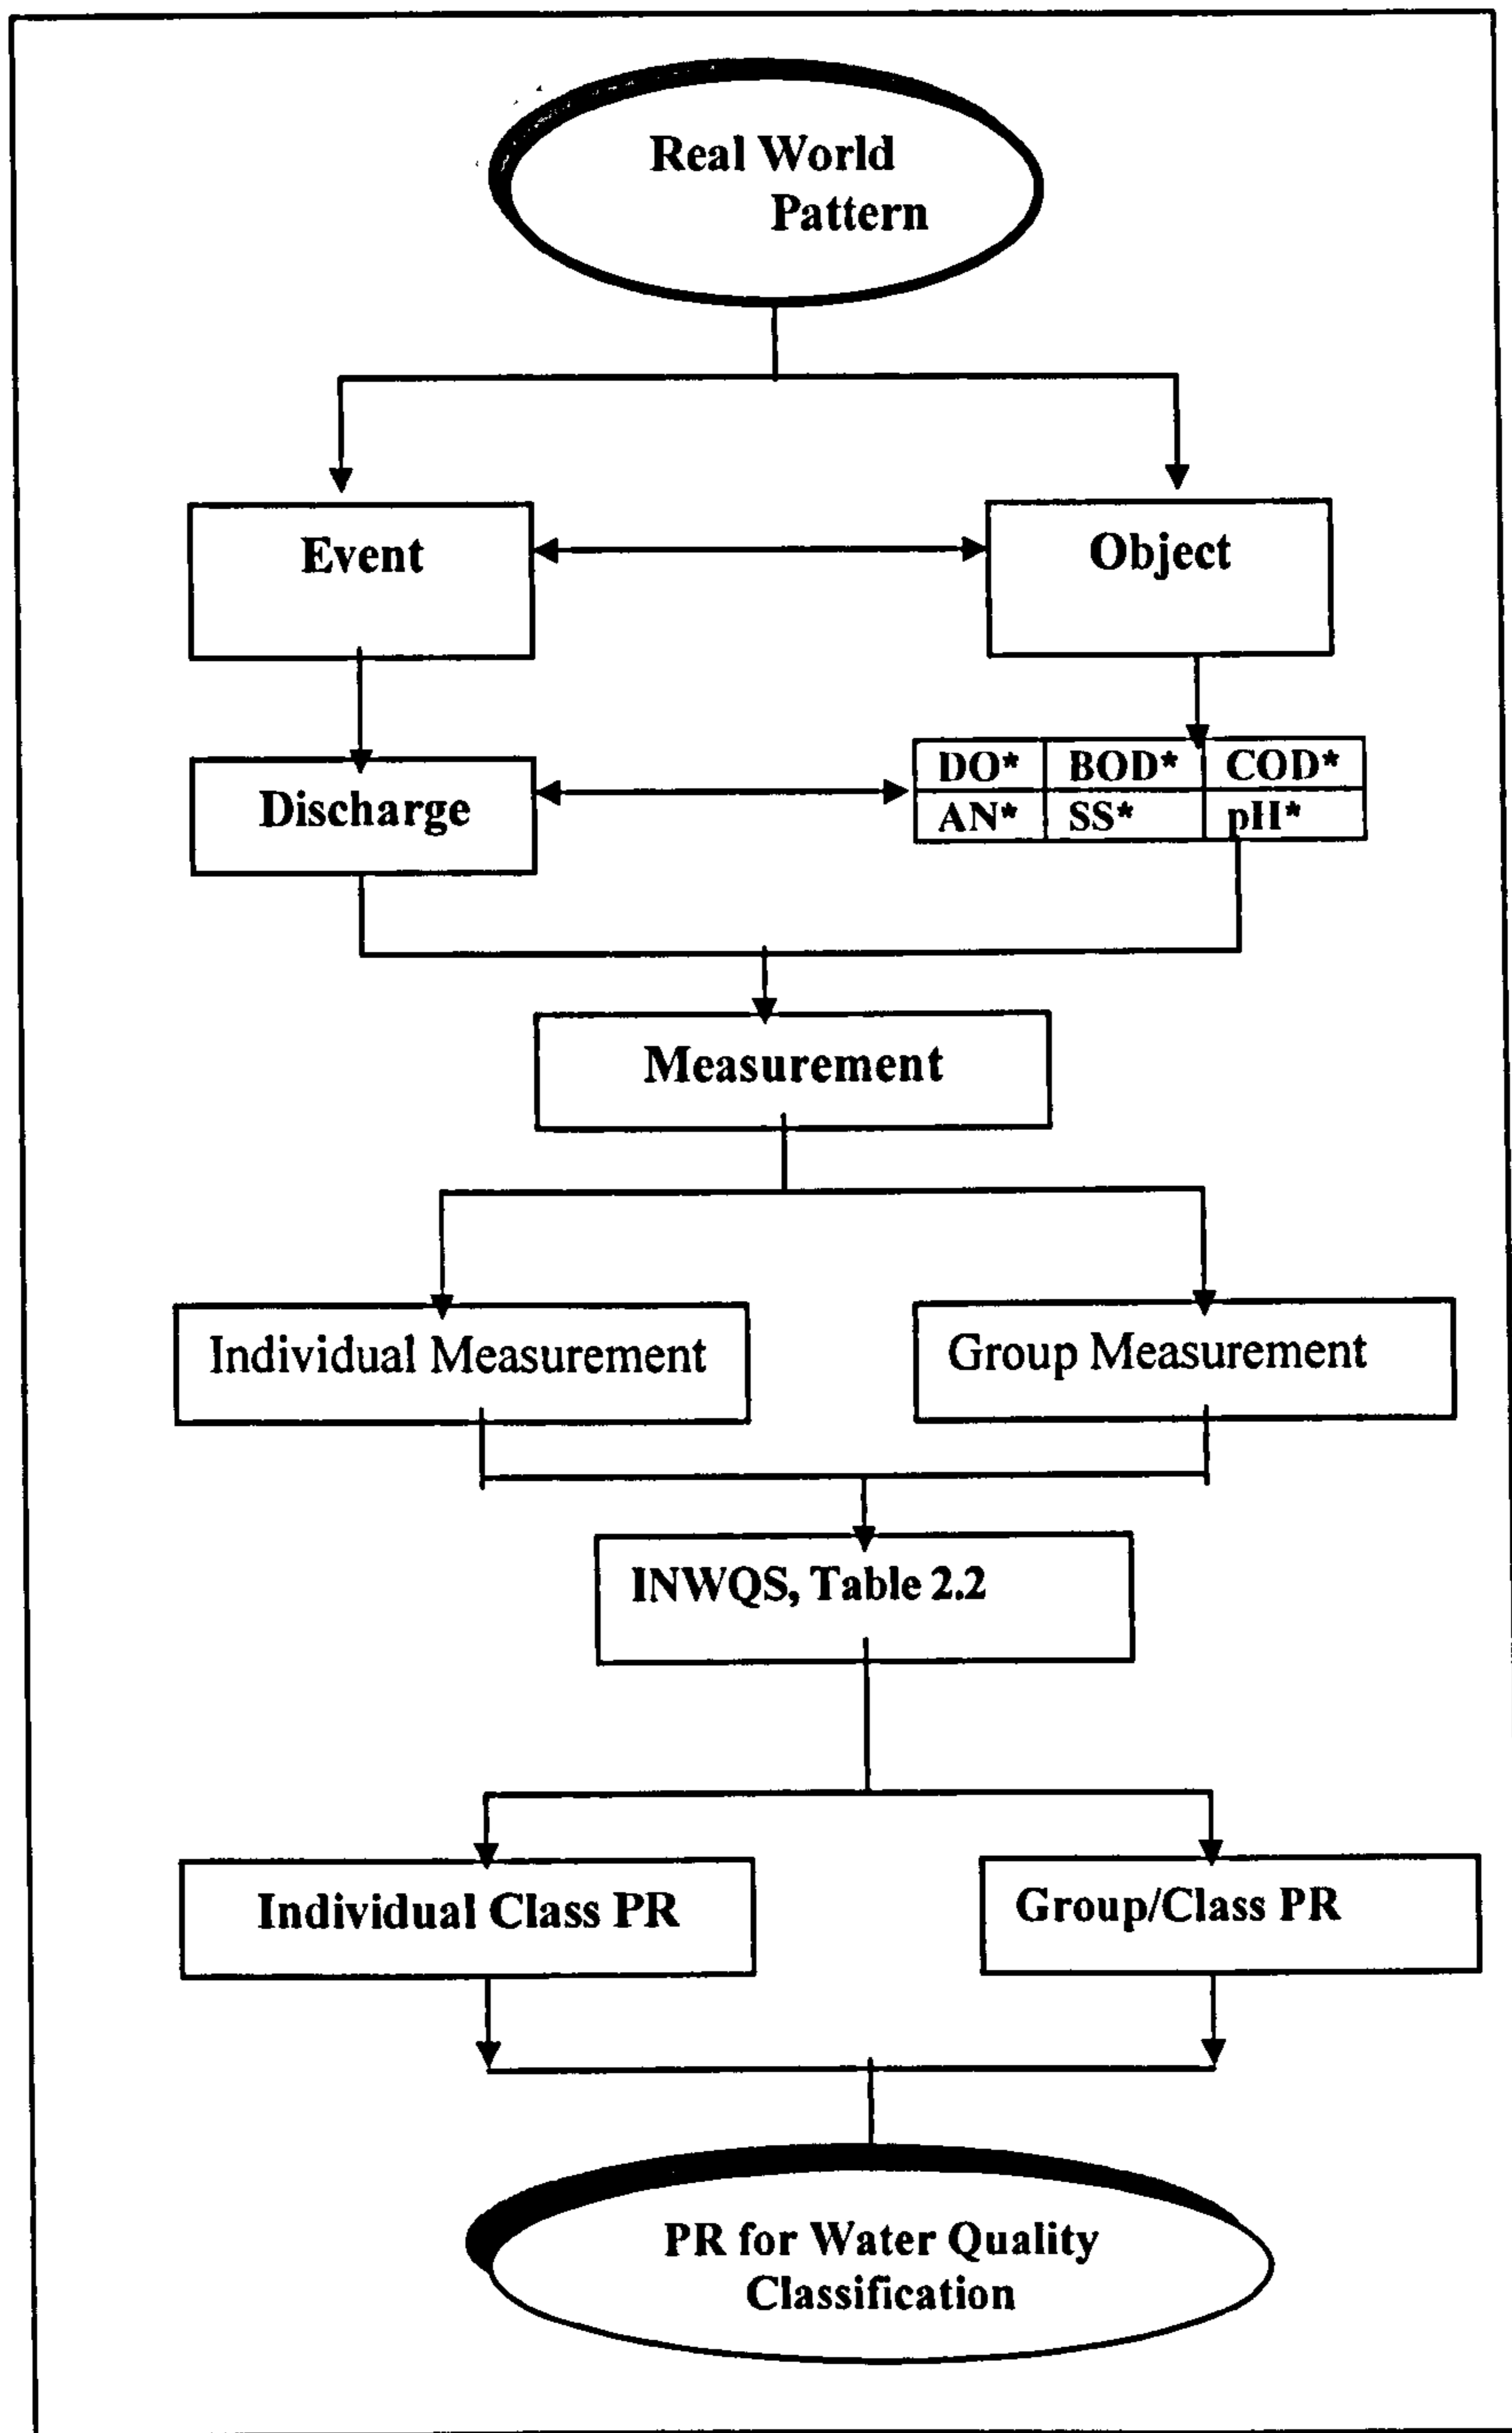 Real World
Pattern
Event
Object
Discharge
DO* BOD* COD*
AN* SS* pH*
Measurement
Individual Measurement
Group Measurement
INWQS, Table 2.2
Individual Class PR
Group/Class PR
PR for Water Quality
Classification